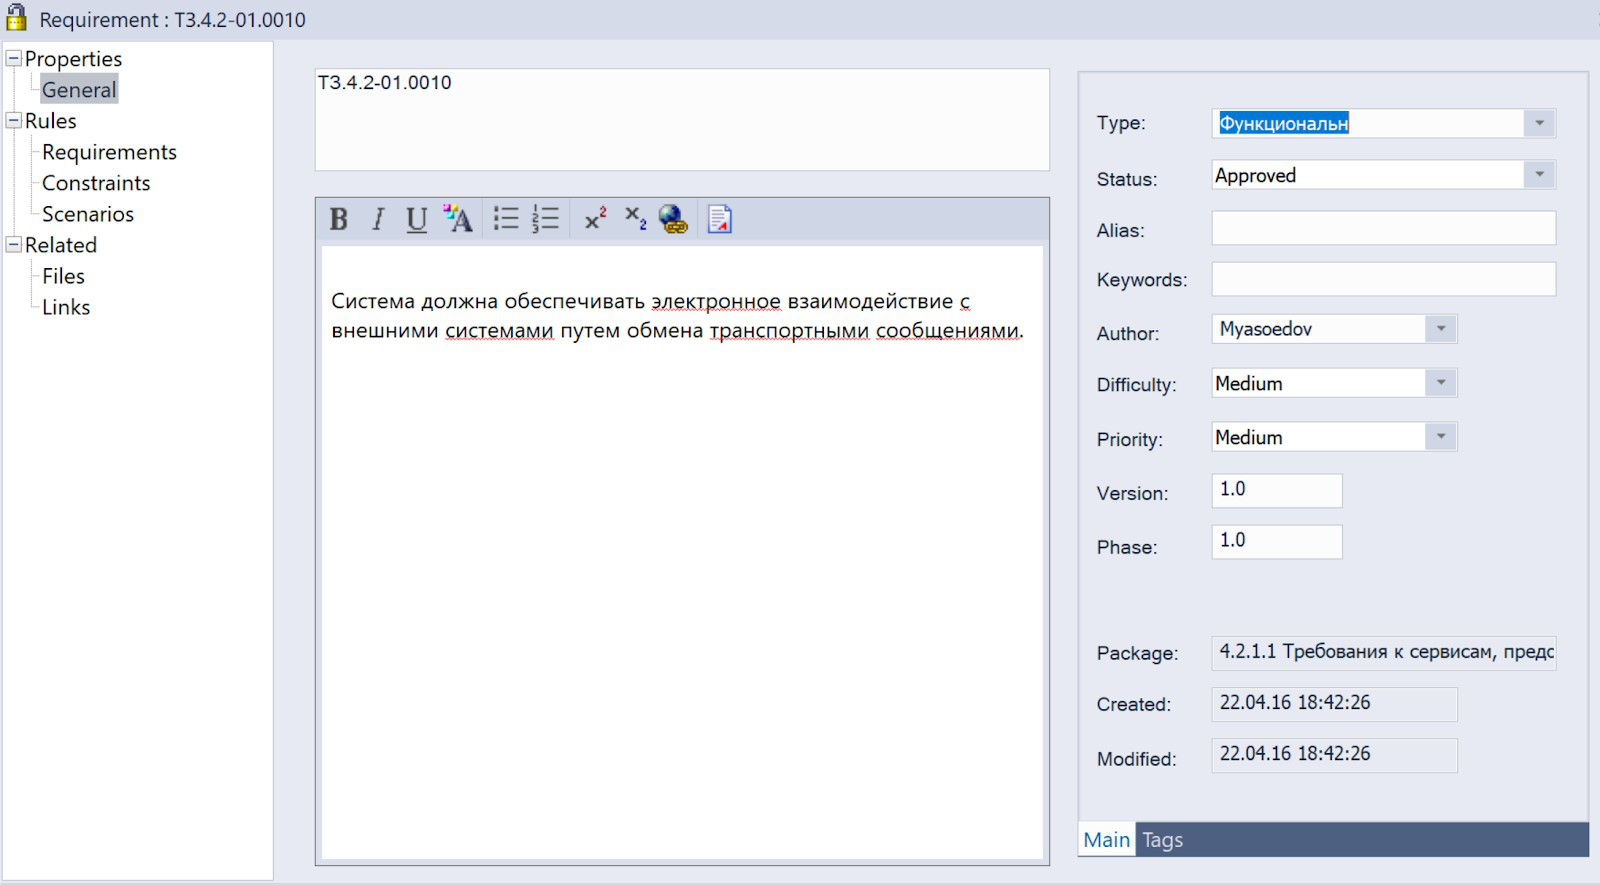 Requirement : T3.4.2-01.0010
Properties
General
Rules
Requirements
Constraints
Scenarios
Related
Files
Links
T3.4.2-01.0010
B I U A x² x₂
Система должна обеспечивать электронное взаимодействие с
внешними системами путем обмена транспортными сообщениями.
Type: Функциональн
Status: Approved
Alias:
Keywords:
Author: Myasoedov
Difficulty: Medium
Priority: Medium
Version: 1.0
Phase: 1.0
Package: 4.2.1.1 Требования к сервисам, предс
Created: 22.04.16 18:42:26
Modified: 22.04.16 18:42:26
Main Tags